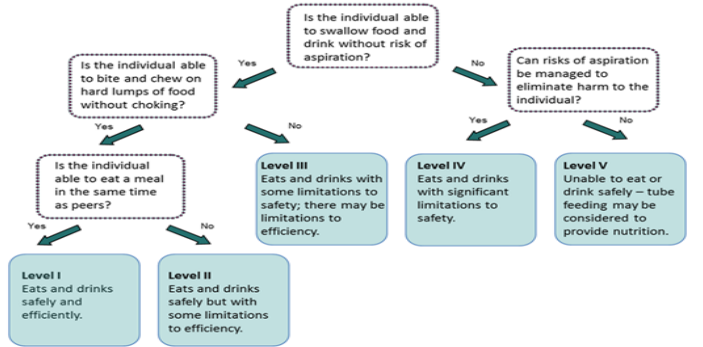 Is the individual able
to swallow food and
drink without risk of
aspiration?
Yes
No
Is the individual able
to bite and chew on
hard lumps of food
without choking?
Can risks of aspiration
be managed to
eliminate harm to the
individual?
Yes
No
Yes
No
Is the individual
able to eat a meal
in the same time
as peers?
Level III
Eats and drinks with
some limitations to
safety; there may be
limitations to
efficiency.
Level IV
Eats and drinks
with significant
limitations to
safety.
Level V
Unable to eat or
drink safely – tube
feeding may be
considered to
provide nutrition.
Yes
No
Level I
Eats and drinks
safely and
efficiently.
Level II
Eats and drinks
safely but with
some limitations
to efficiency.